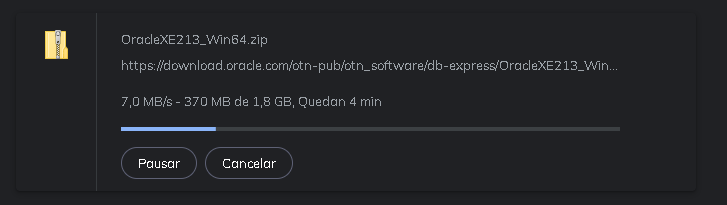 OracleXE213_Win64.zip
https://download.oracle.com/otn-pub/otn_software/db-express/OracleXE213_Win...
7,0 MB/s - 370 MB de 1,8 GB, Quedan 4 min
Pausar
Cancelar